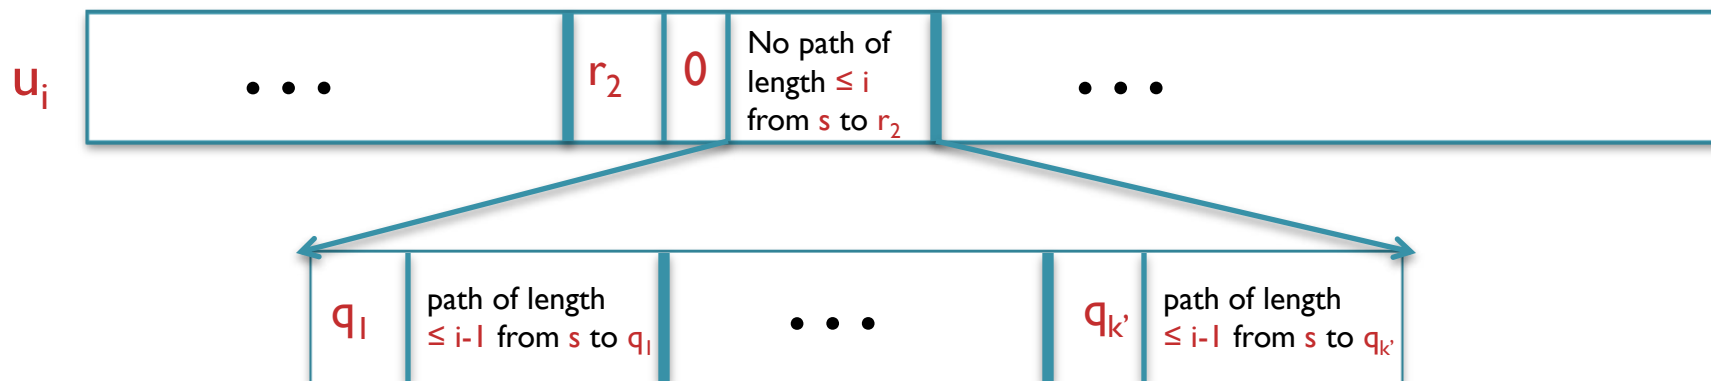 uᵢ ... r₂ 0 No path of
length ≤ i
from s to r₂ ...
q₁ path of length
≤ i-1 from s to q₁ ... qₖ’ path of length
≤ i-1 from s to qₖ’